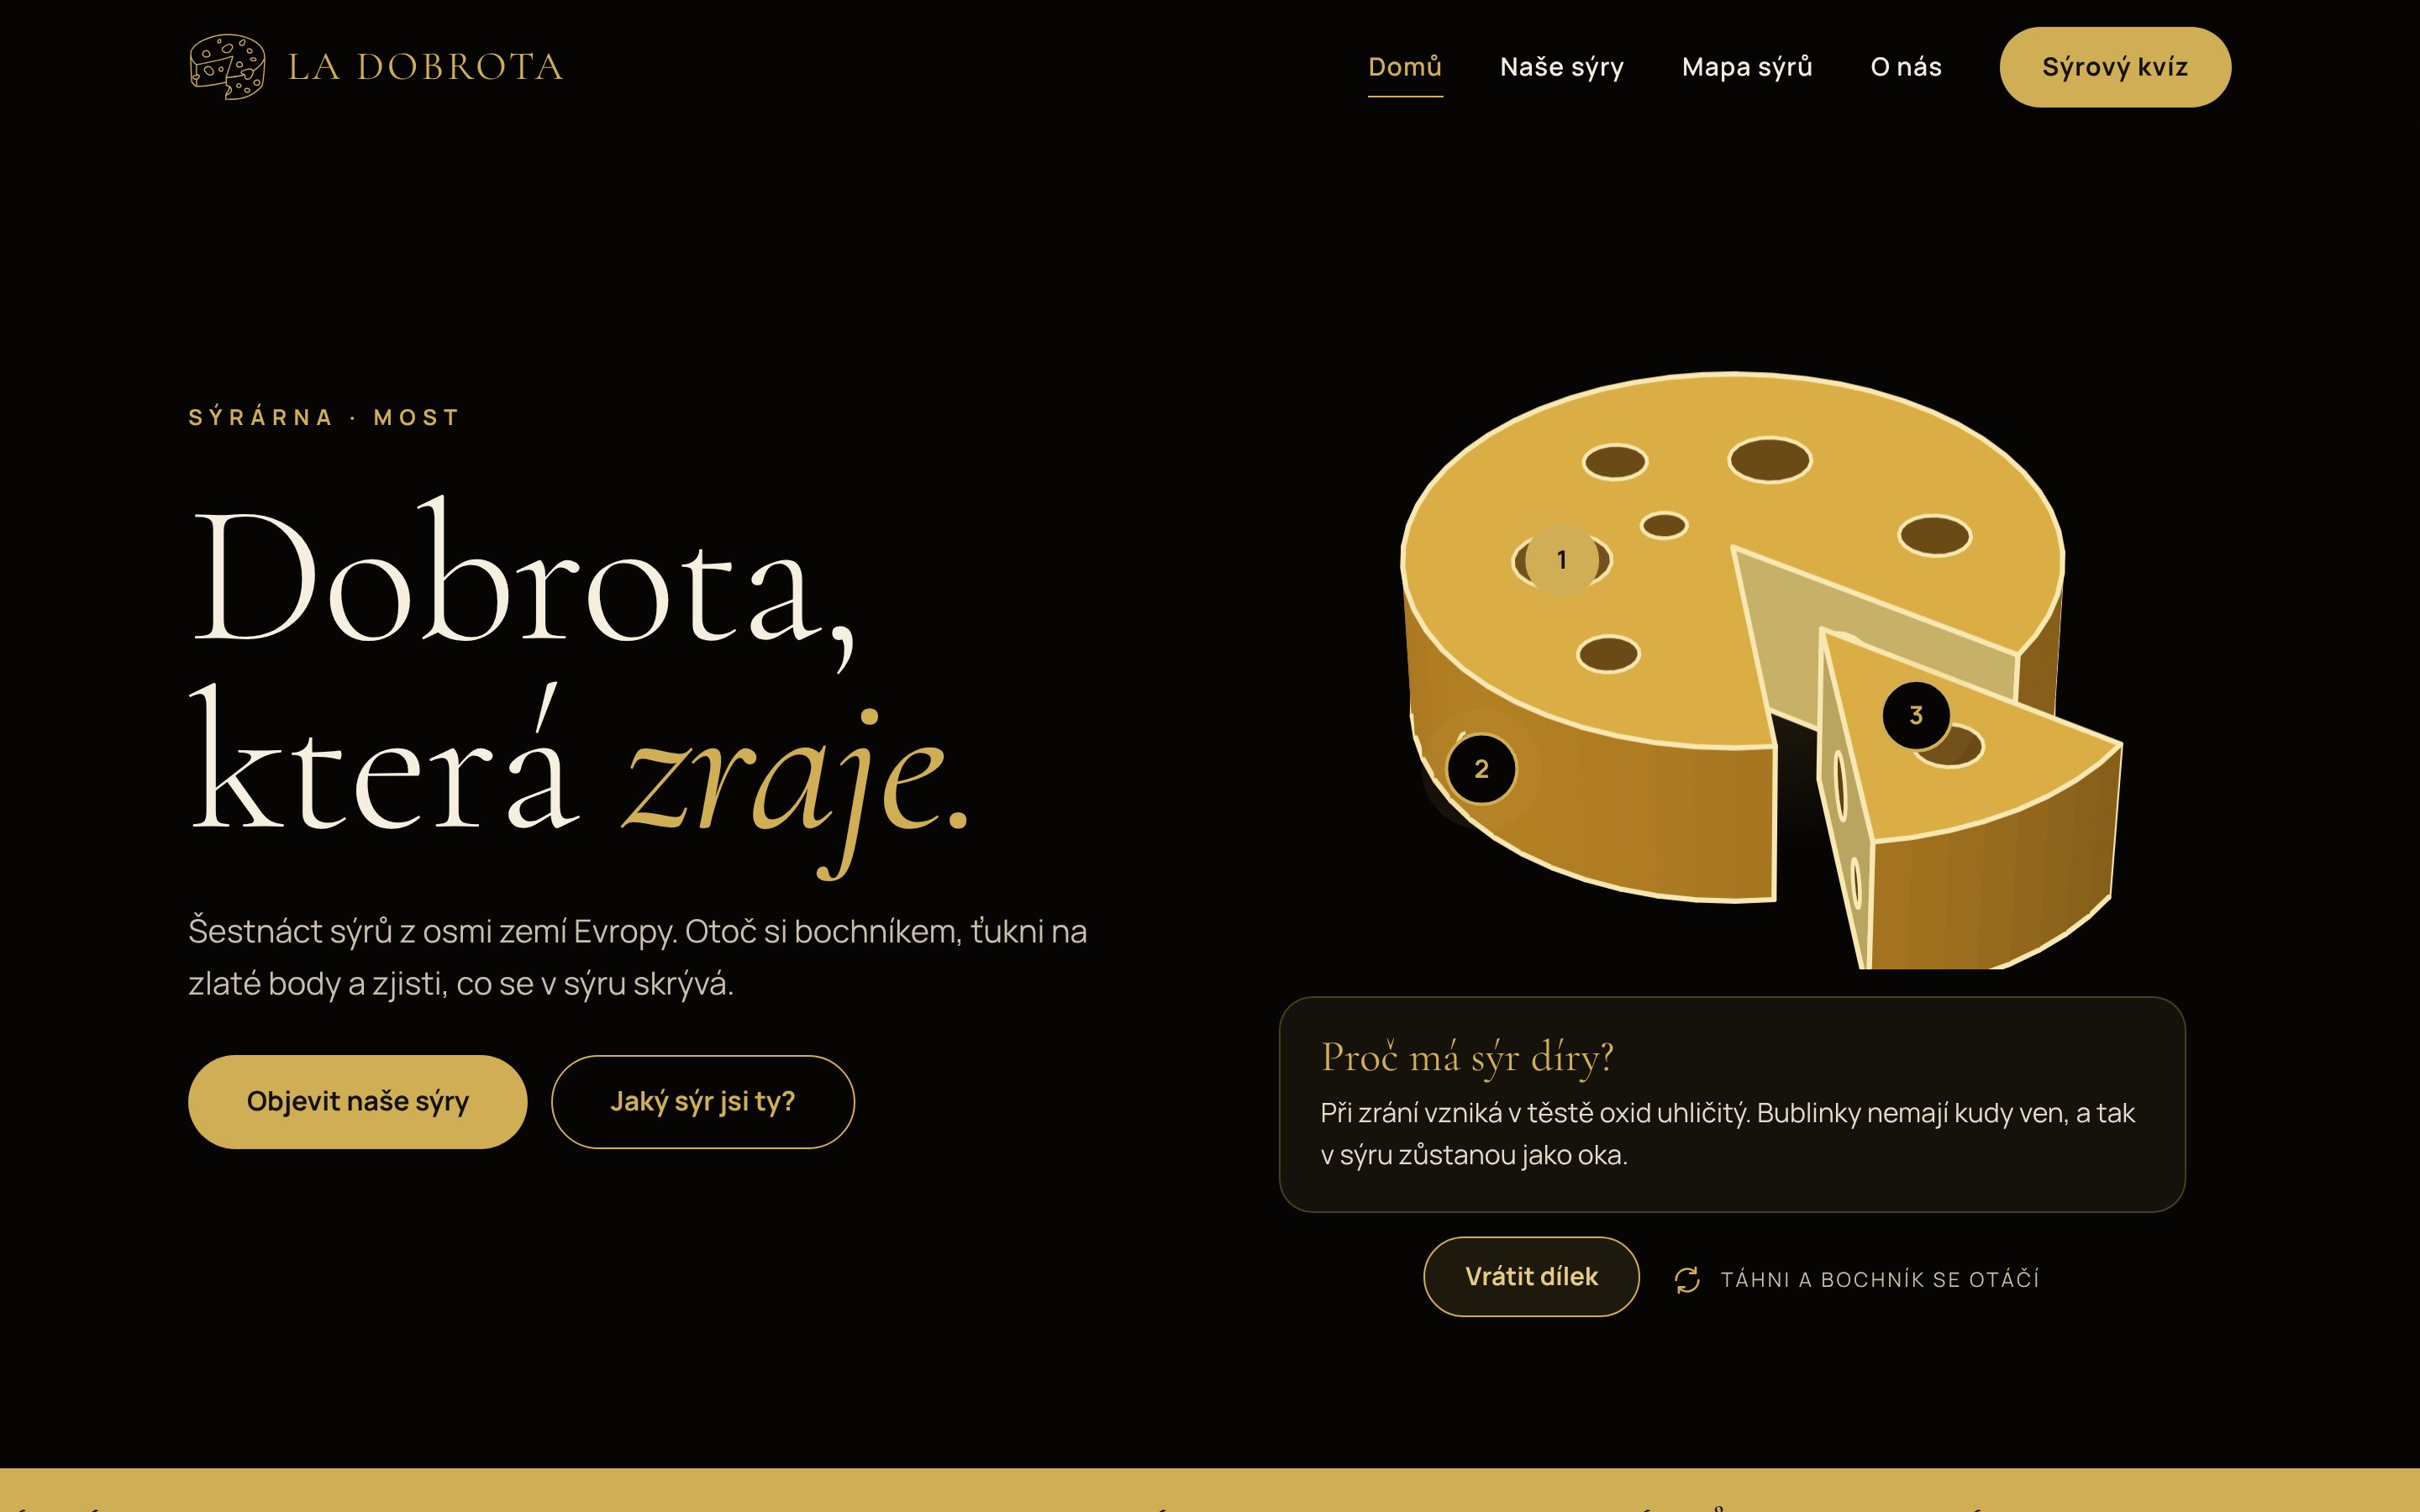 LA DOBROTA
Domů
Naše sýry
Mapa sýrů
O nás
Sýrový kvíz
SÝRÁRNA · MOST
Dobrota,
která zraje.
Šestnáct sýrů z osmi zemí Evropy. Otoč si bochníkem, ťukni na
zlaté body a zjisti, co se v sýru skrývá.
Objevit naše sýry
Jaký sýr jsi ty?
1
2
3
Proč má sýr díry?
Při zrání vzniká v těstě oxid uhličitý. Bublinky nemají kudy ven, a tak
v sýru zůstanou jako oka.
Vrátit dílek
TÁHNI A BOCHNÍK SE OTÁČÍ